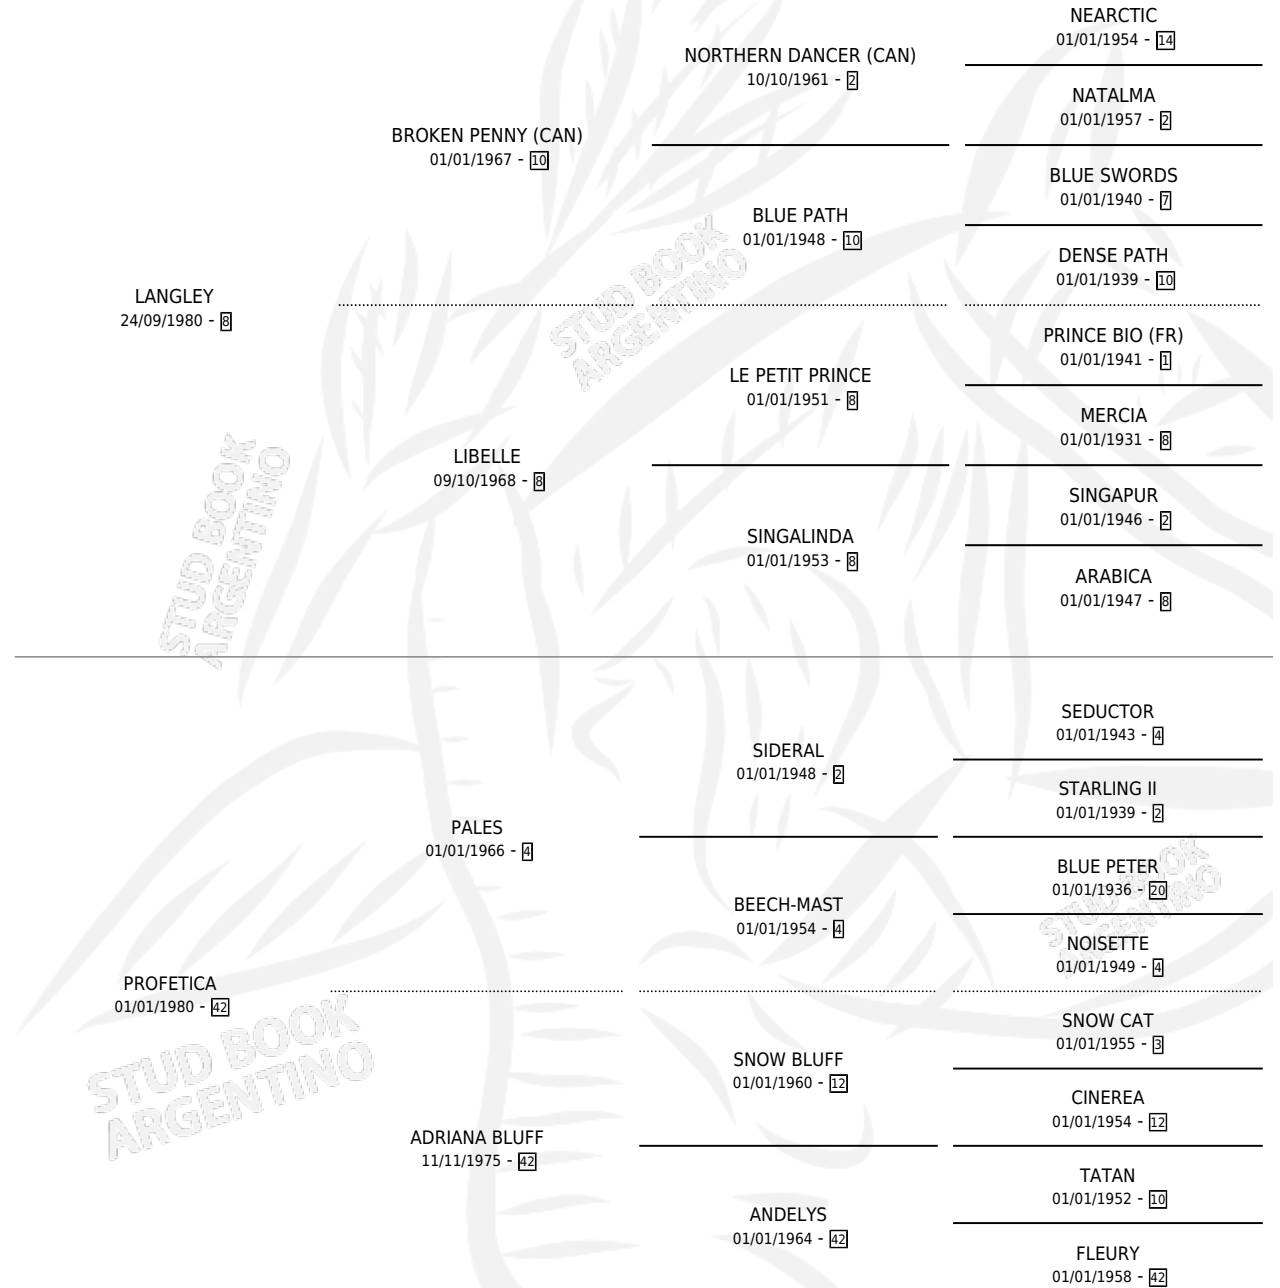 NEARCTIC
01/01/1954 - 14
NORTHERN DANCER (CAN)
10/10/1961 - 2
NATALMA
01/01/1957 - 2
BROKEN PENNY (CAN)
01/01/1967 - 10
BLUE SWORDS
01/01/1940 - 7
BLUE PATH
01/01/1948 - 10
DENSE PATH
01/01/1939 - 10
LANGLEY
24/09/1980 - 8
PRINCE BIO (FR)
01/01/1941 - 1
LE PETIT PRINCE
01/01/1951 - 8
MERCIA
01/01/1931 - 8
LIBELLE
09/10/1968 - 8
SINGAPUR
01/01/1946 - 2
SINGALINDA
01/01/1953 - 8
ARABICA
01/01/1947 - 8
STUD BOOK
ARGENTINO
STUD BOOK
ARGENTINO
SEDUCTOR
01/01/1943 - 4
SIDERAL
01/01/1948 - 2
STARLING II
01/01/1939 - 2
PALES
01/01/1966 - 4
BLUE PETER
01/01/1936 - 20
BEECH-MAST
01/01/1954 - 4
NOISETTE
01/01/1949 - 4
STUD BOOK
ARGENTINO
PROFETICA
01/01/1980 - 42
SNOW CAT
01/01/1955 - 3
SNOW BLUFF
01/01/1960 - 12
CINEREA
01/01/1954 - 12
ADRIANA BLUFF
11/11/1975 - 42
TATAN
01/01/1952 - 10
ANDELYS
01/01/1964 - 42
FLEURY
01/01/1958 - 42
STUD BOOK
ARGENTINO